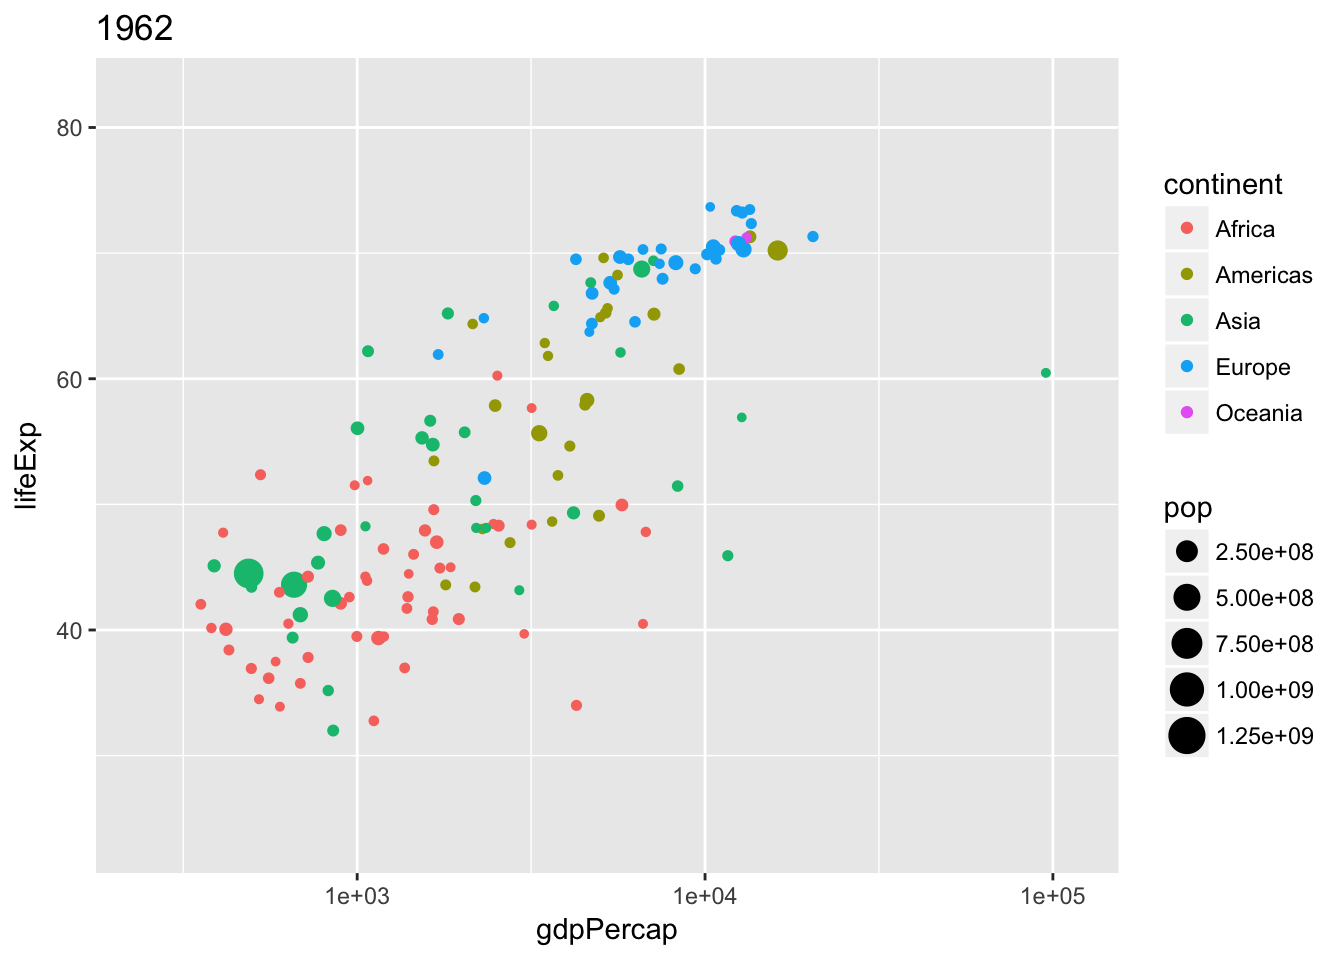 1962
lifeExp
80
60
40
1e+03
1e+04
1e+05
gdpPercap
continent
Africa
Americas
Asia
Europe
Oceania
pop
2.50e+08
5.00e+08
7.50e+08
1.00e+09
1.25e+09